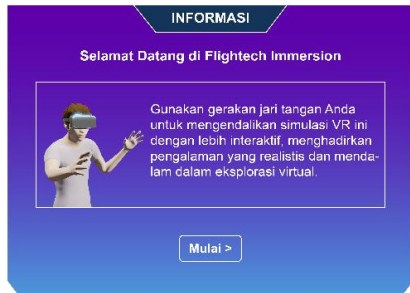 INFORMASI
Selamat Datang di Flightech Immersion
Gunakan gerakan jari tangan Anda
untuk mengendalikan simulasi VR ini
dengan lebih interaktif, menghadirkan
pengalaman yang realistis dan menda-
lam dalam eksplorasi virtual.
Mulai >